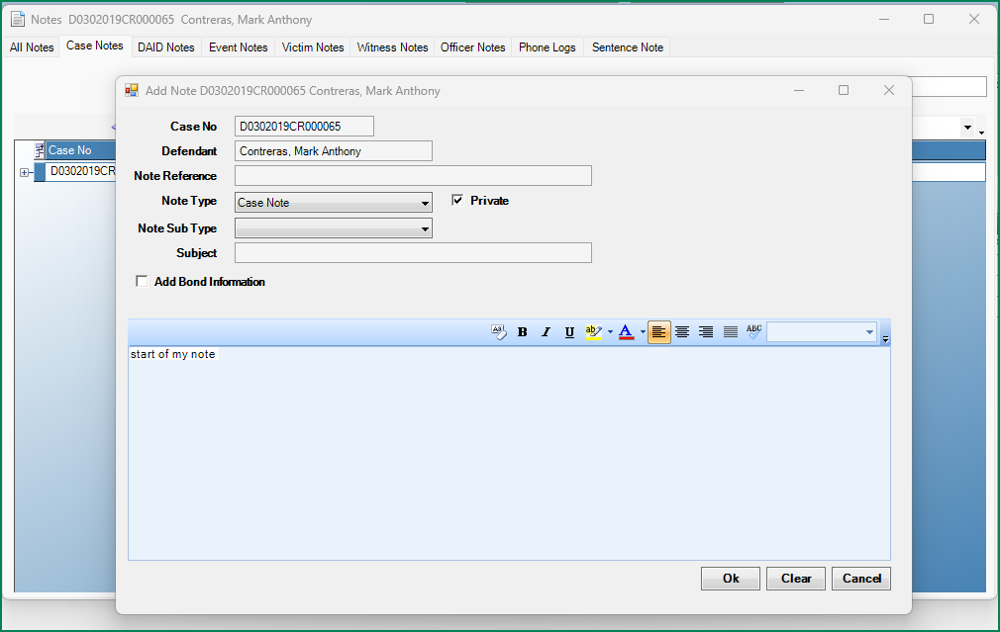 Notes D0302019CR000065 Contreras, Mark Anthony
All Notes Case Notes DAID Notes Event Notes Victim Notes Witness Notes Officer Notes Phone Logs Sentence Note
Case No
D0302019CR
Add Note D0302019CR000065 Contreras, Mark Anthony
Case No D0302019CR000065
Defendant Contreras, Mark Anthony
Note Reference
Note Type Case Note Private
Note Sub Type
Subject
Add Bond Information
Aa B I U ab A ABC
start of my note
Ok Clear Cancel